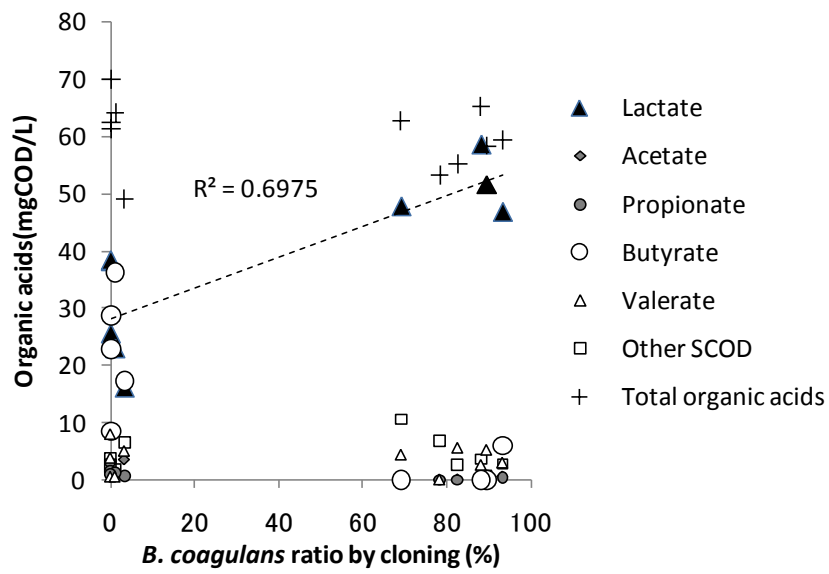 80
70
60
50
40
30
20
10
0
Organic acids(mgCOD/L)
R² = 0.6975
0 20 40 60 80 100
B. coagulans ratio by cloning (%)
Lactate
Acetate
Propionate
Butyrate
Valerate
Other SCOD
Total organic acids